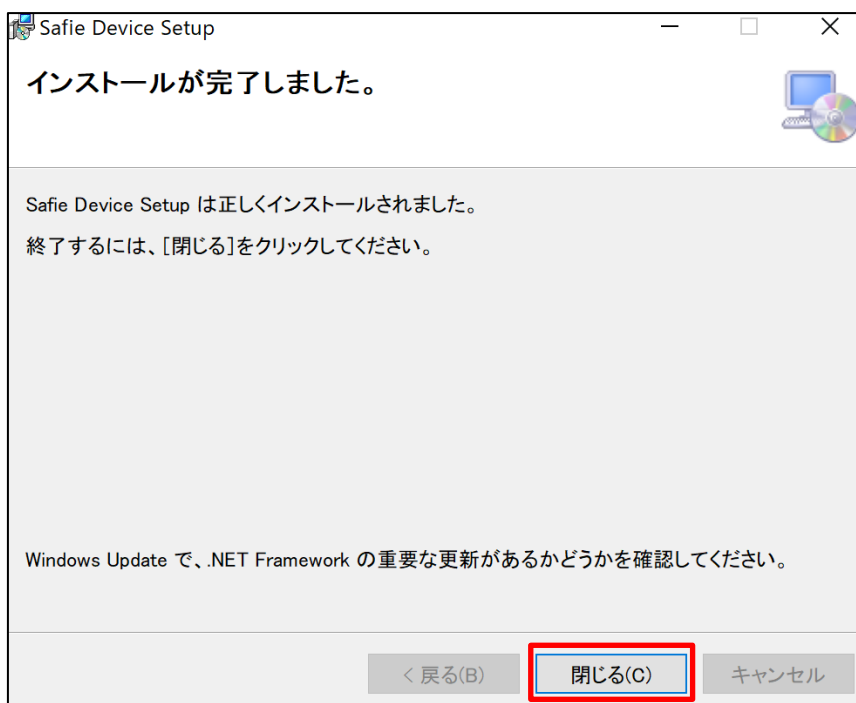 Safie Device Setup
インストールが完了しました。
Safie Device Setup は正しくインストールされました。
終了するには、[閉じる]をクリックしてください。
Windows Update で、.NET Framework の重要な更新があるかどうかを確認してください。
< 戻る(B)
閉じる(C)
キャンセル